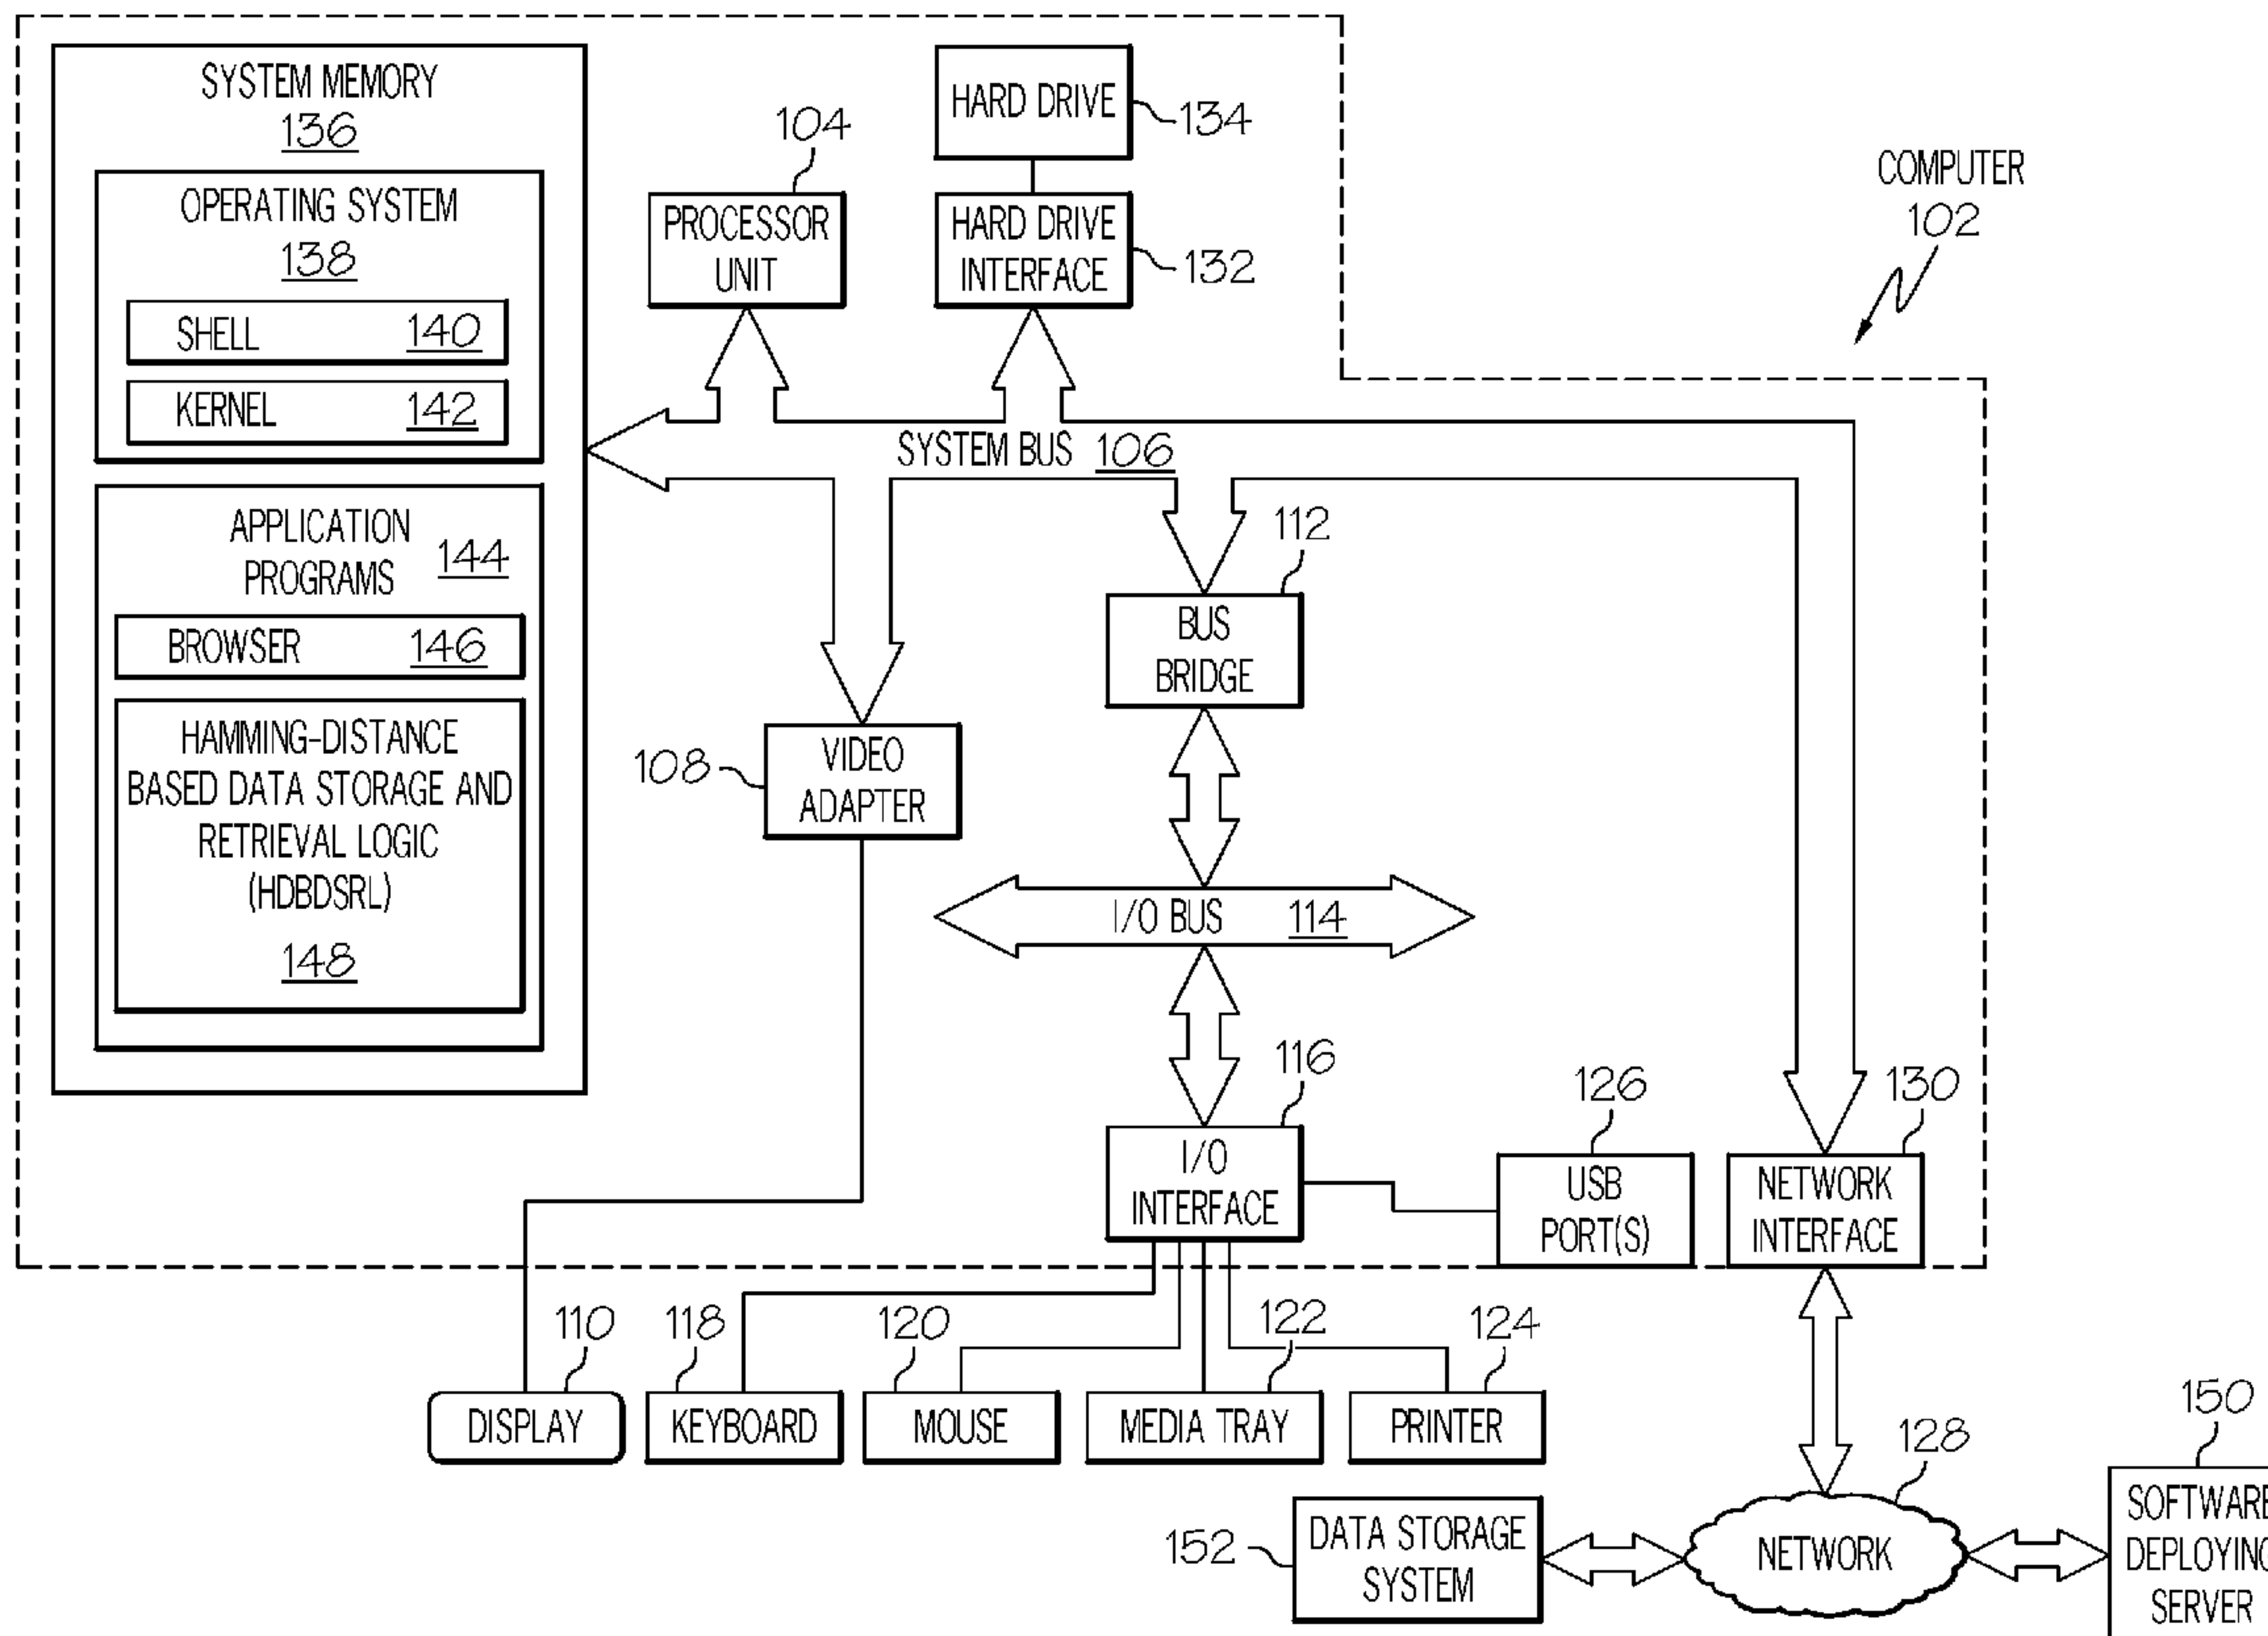 SYSTEM MEMORY
136
OPERATING SYSTEM
138
SHELL 140
KERNEL 142
APPLICATION
PROGRAMS
144
BROWSER 146
HAMMING-DISTANCE
BASED DATA STORAGE AND
RETRIEVAL LOGIC
(HDBDSRL)
148
104
PROCESSOR
UNIT
HARD DRIVE
134
HARD DRIVE
INTERFACE
132
COMPUTER
102
SYSTEM BUS 106
112
BUS
BRIDGE
108
VIDEO
ADAPTER
I/O BUS 114
116
I/O
INTERFACE
126
USB
PORT(S)
130
NETWORK
INTERFACE
110
DISPLAY
118
KEYBOARD
120
MOUSE
122
MEDIA TRAY
124
PRINTER
152
DATA STORAGE
SYSTEM
128
NETWORK
150
SOFTWARE
DEPLOYING
SERVER